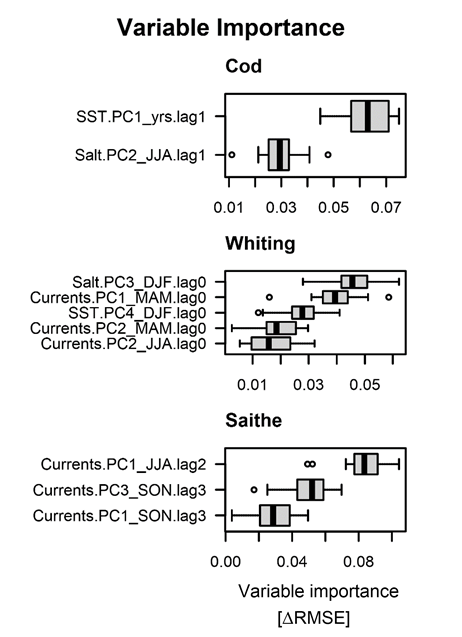 Variable Importance
Cod
SST.PC1_yrs.lag1
Salt.PC2_JJA.lag1
0.01 0.03 0.05 0.07
Whiting
Salt.PC3_DJF.lag0
Currents.PC1_MAM.lag0
SST.PC4_DJF.lag0
Currents.PC2_MAM.lag0
Currents.PC2_JJA.lag0
0.01 0.03 0.05
Saithe
Currents.PC1_JJA.lag2
Currents.PC3_SON.lag3
Currents.PC1_SON.lag3
0.00 0.04 0.08
Variable importance
[ΔRMSE]